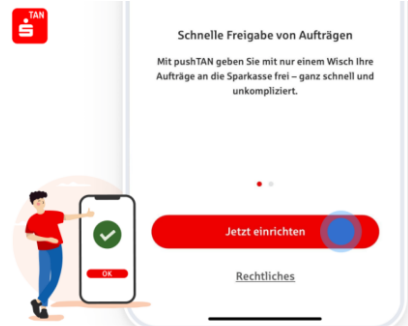 TAN
Schnelle Freigabe von Aufträgen
Mit pushTAN geben Sie mit nur einem Wisch Ihre
Aufträge an die Sparkasse frei – ganz schnell und
unkompliziert.
Jetzt einrichten
OK
Rechtliches